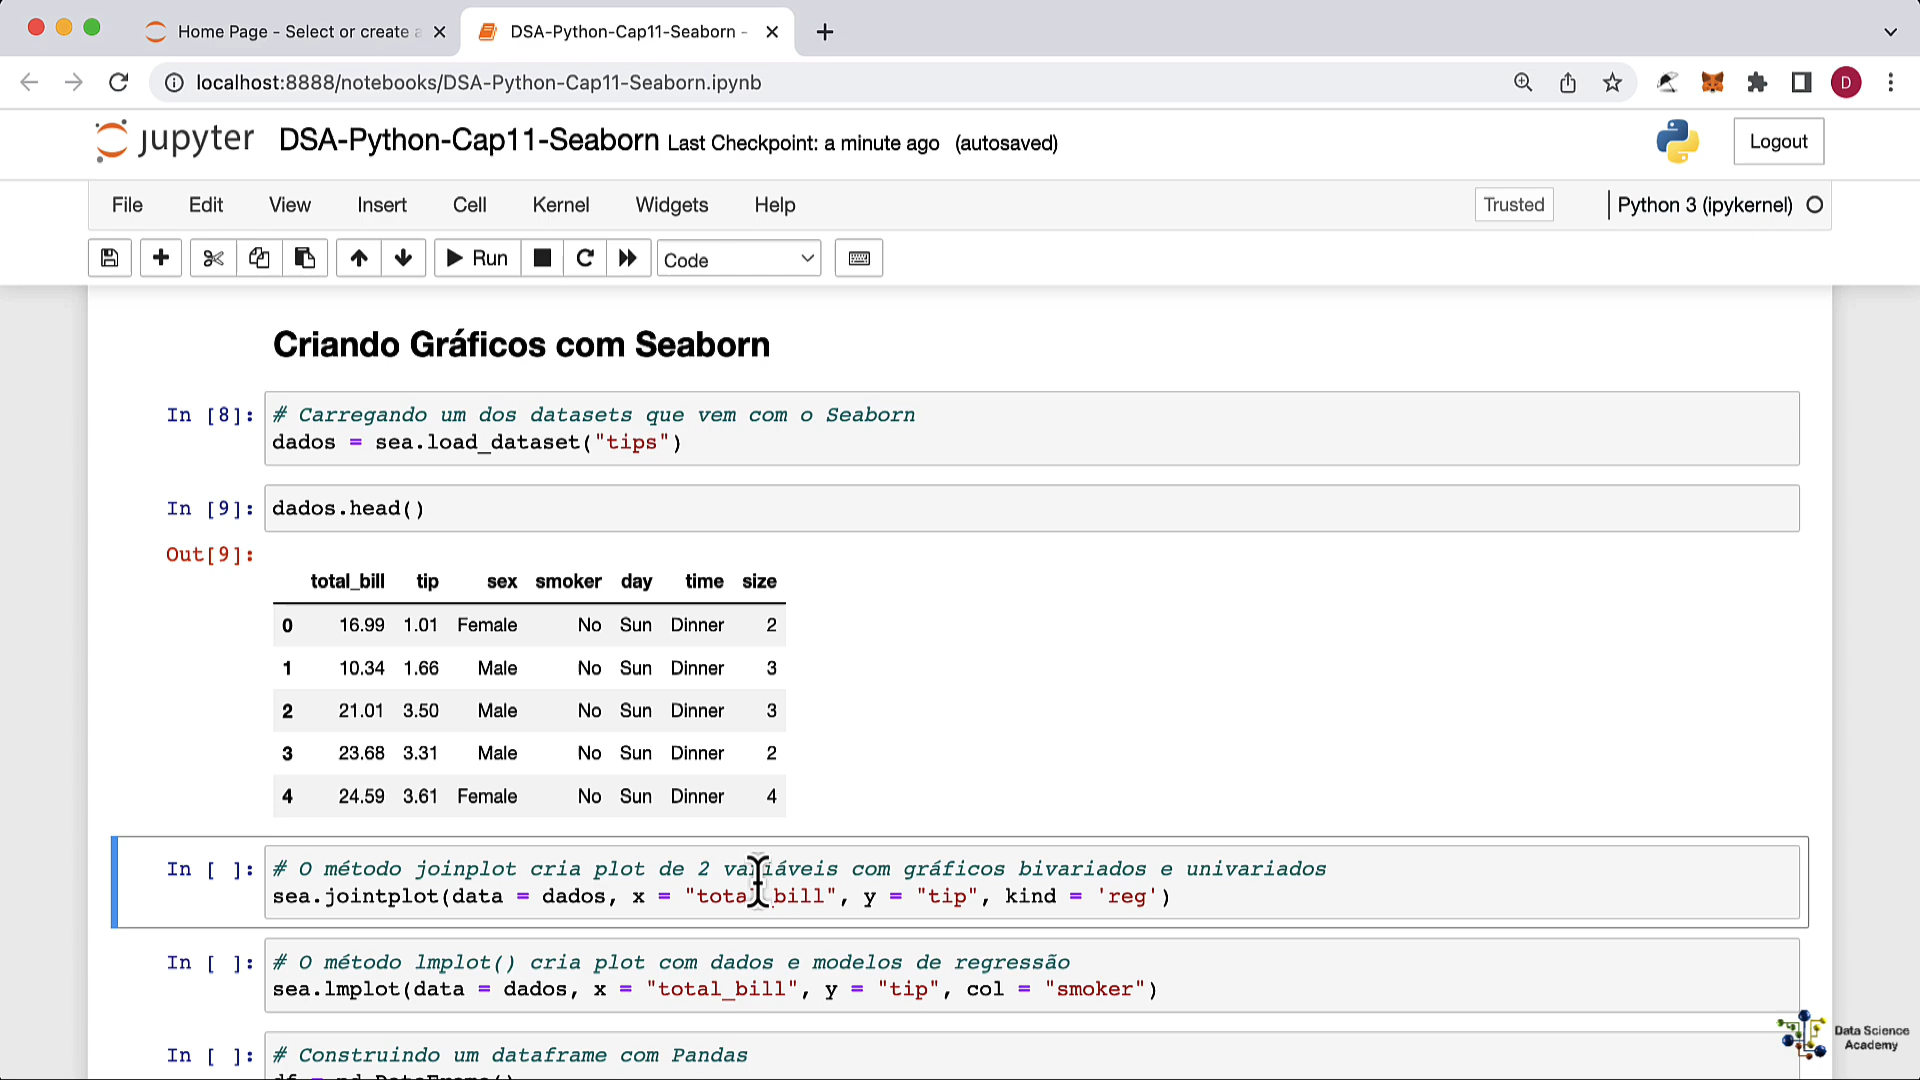 Home Page - Select or create a
DSA-Python-Cap11-Seaborn -
localhost:8888/notebooks/DSA-Python-Cap11-Seaborn.ipynb
D
jupyter DSA-Python-Cap11-Seaborn Last Checkpoint: a minute ago (autosaved)
Logout
File Edit View Insert Cell Kernel Widgets Help
Trusted
Python 3 (ipykernel)
Run
Code
Criando Gráficos com Seaborn
In [8]: # Carregando um dos datasets que vem com o Seaborn
dados = sea.load_dataset("tips")
In [9]: dados.head()
Out[9]:
total_bill tip sex smoker day time size
0 16.99 1.01 Female No Sun Dinner 2
1 10.34 1.66 Male No Sun Dinner 3
2 21.01 3.50 Male No Sun Dinner 3
3 23.68 3.31 Male No Sun Dinner 2
4 24.59 3.61 Female No Sun Dinner 4
In [ ]: # O método joinplot cria plot de 2 variáveis com gráficos bivariados e univariados
sea.jointplot(data = dados, x = "total_bill", y = "tip", kind = 'reg')
In [ ]: # O método lmplot() cria plot com dados e modelos de regressão
sea.lmplot(data = dados, x = "total_bill", y = "tip", col = "smoker")
In [ ]: # Construindo um dataframe com Pandas
df = pd.DataFrame()
Data Science
Academy